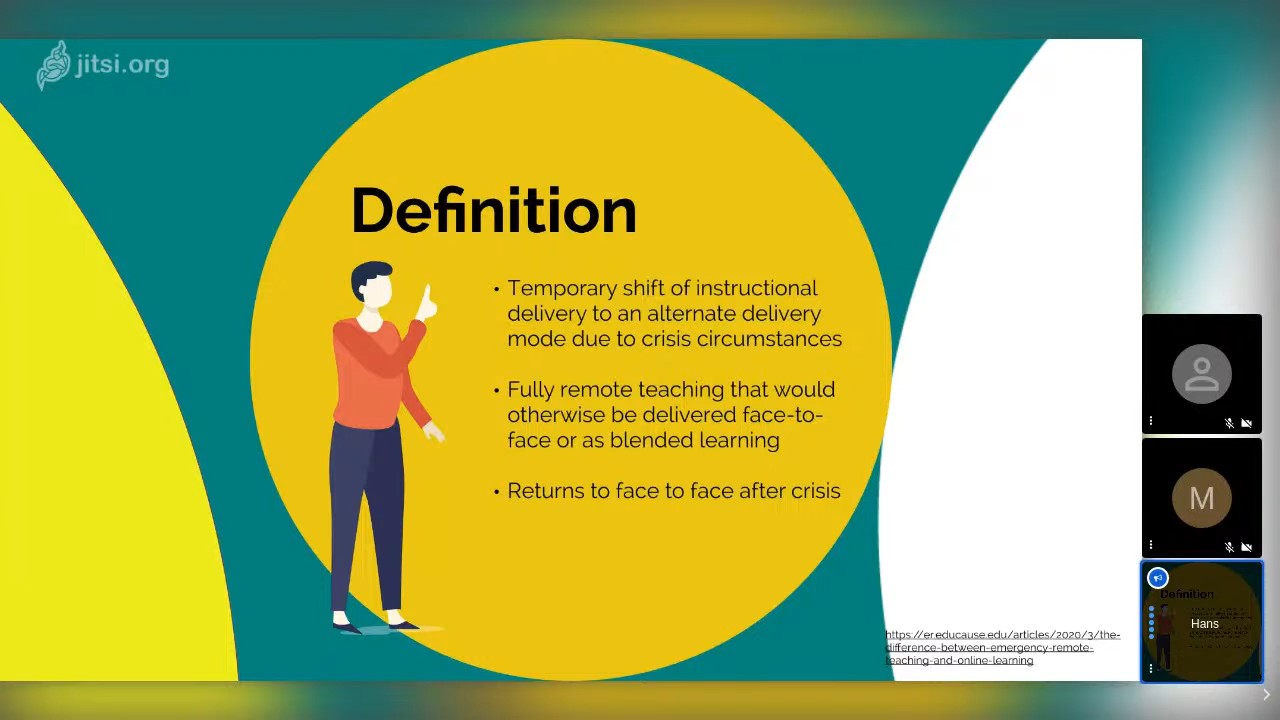 jitsi.org
Definition
• Temporary shift of instructional
delivery to an alternate delivery
mode due to crisis circumstances
• Fully remote teaching that would
otherwise be delivered face-to-
face or as blended learning
• Returns to face to face after crisis
https://er.educause.edu/articles/2020/3/the-
difference-between-emergency-remote-
teaching-and-online-learning
M
Definition
Hans